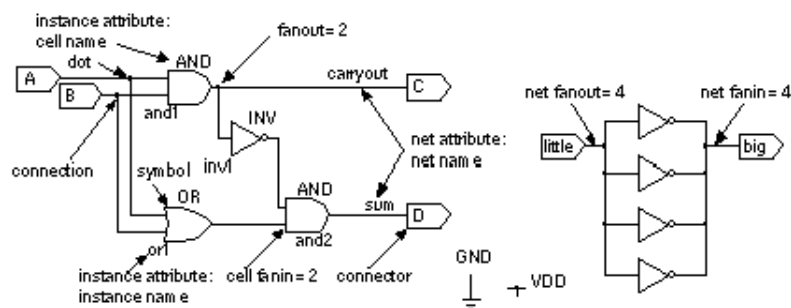 instance attribute:
cell name
AND
fanout= 2
dot
A
carryout
C
B
net fanout= 4
net fanin= 4
and1
INV
net attribute:
net name
inv1
little
big
connection
symbol
OR
AND
sum
D
or1
and2
GND
instance attribute:
instance name
cell fanin= 2
connector
VDD